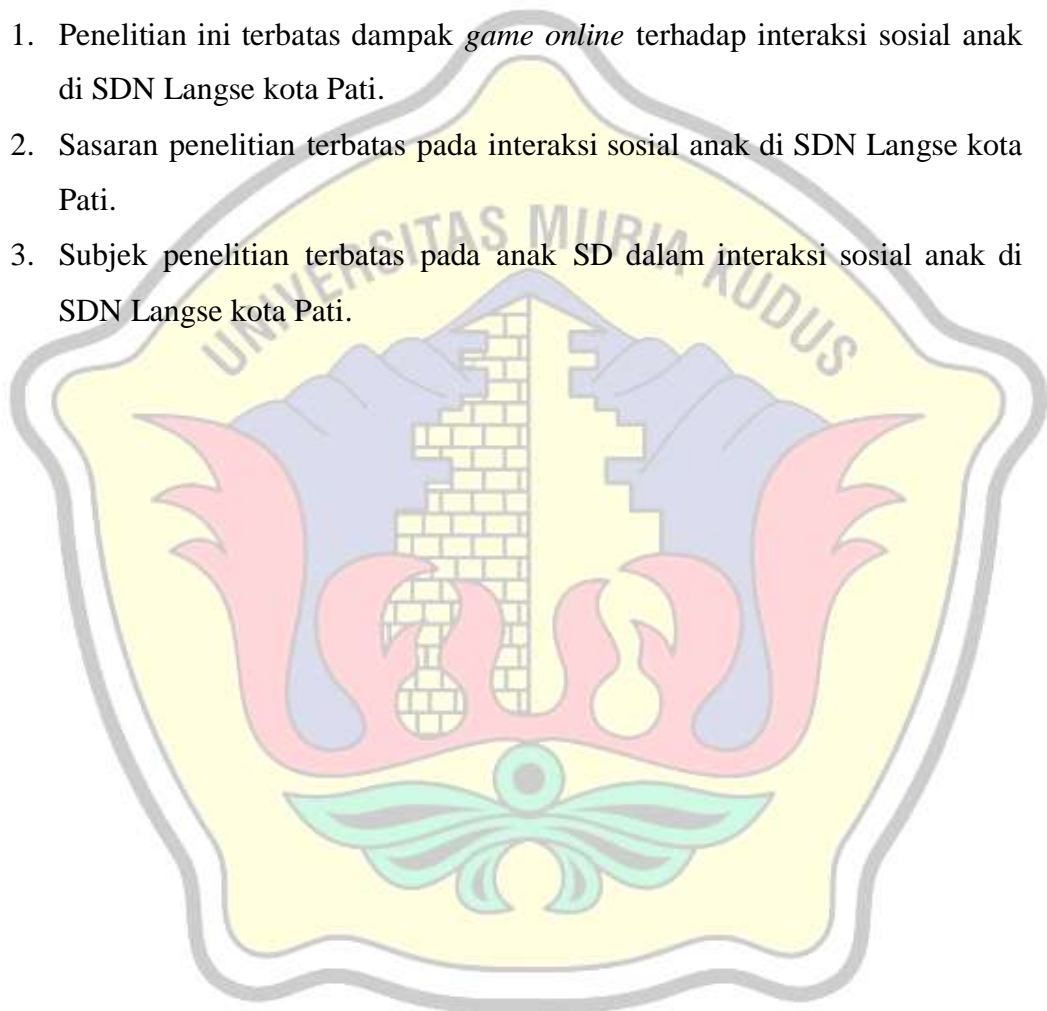 1. Penelitian ini terbatas dampak game online terhadap interaksi sosial anak
di SDN Langse kota Pati.
2. Sasaran penelitian terbatas pada interaksi sosial anak di SDN Langse kota
Pati.
3. Subjek penelitian terbatas pada anak SD dalam interaksi sosial anak di
SDN Langse kota Pati.
UNIVERSITAS MURIA KUDUS